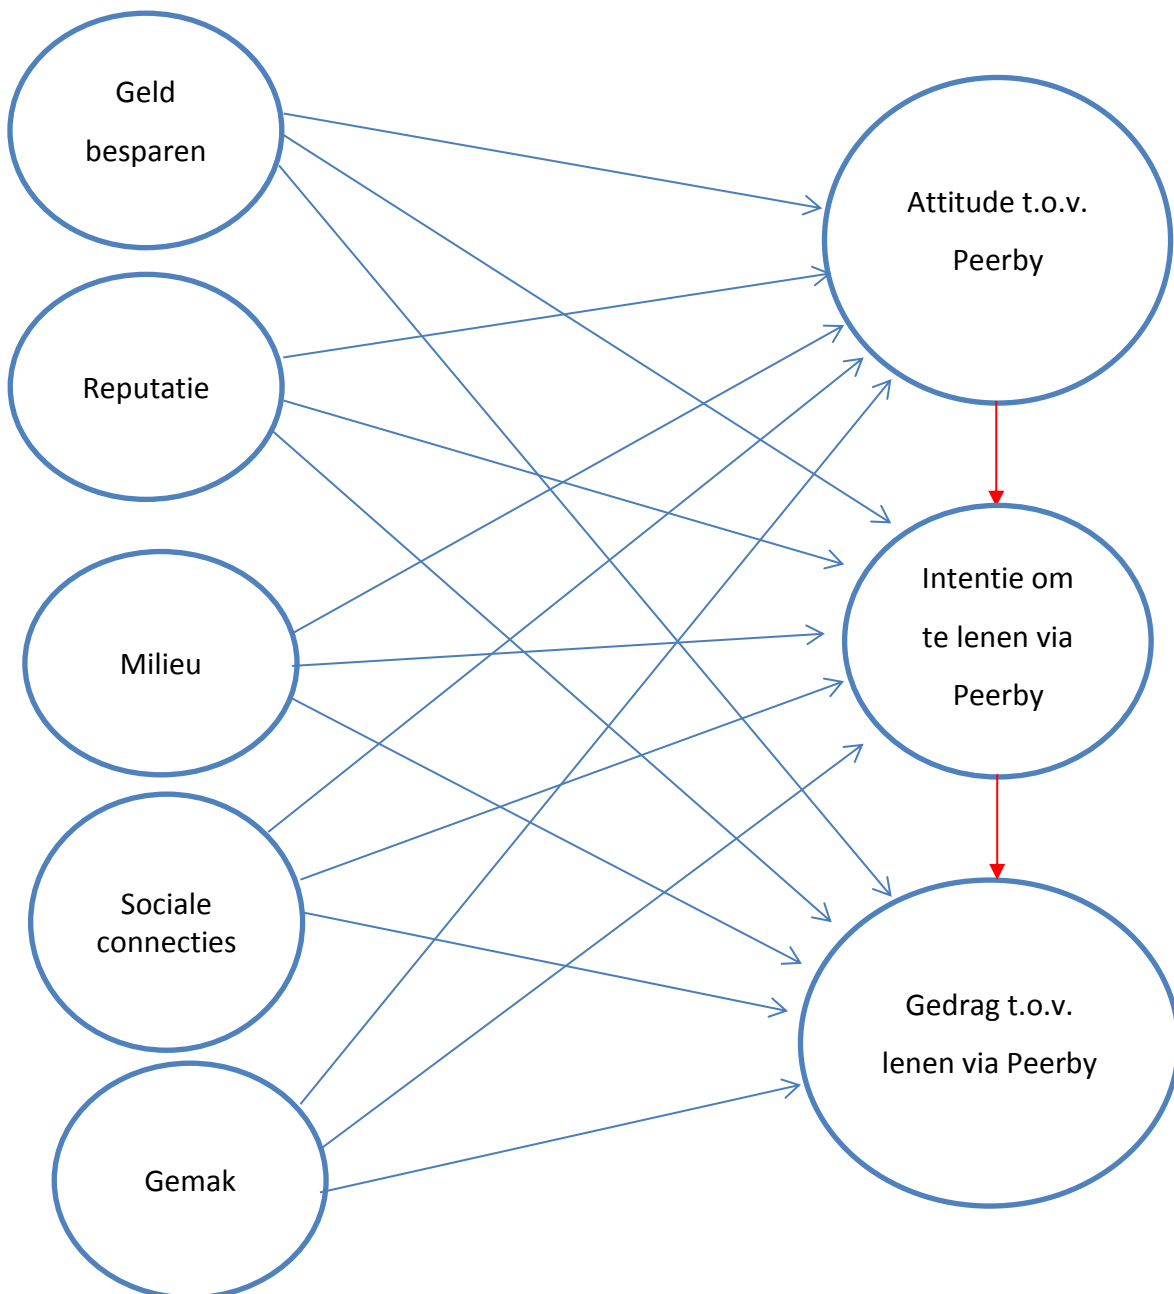 Geld
besparen
Reputatie
Milieu
Sociale
connecties
Gemak
Attitude t.o.v.
Peerby
Intentie om
te lenen via
Peerby
Gedrag t.o.v.
lenen via Peerby